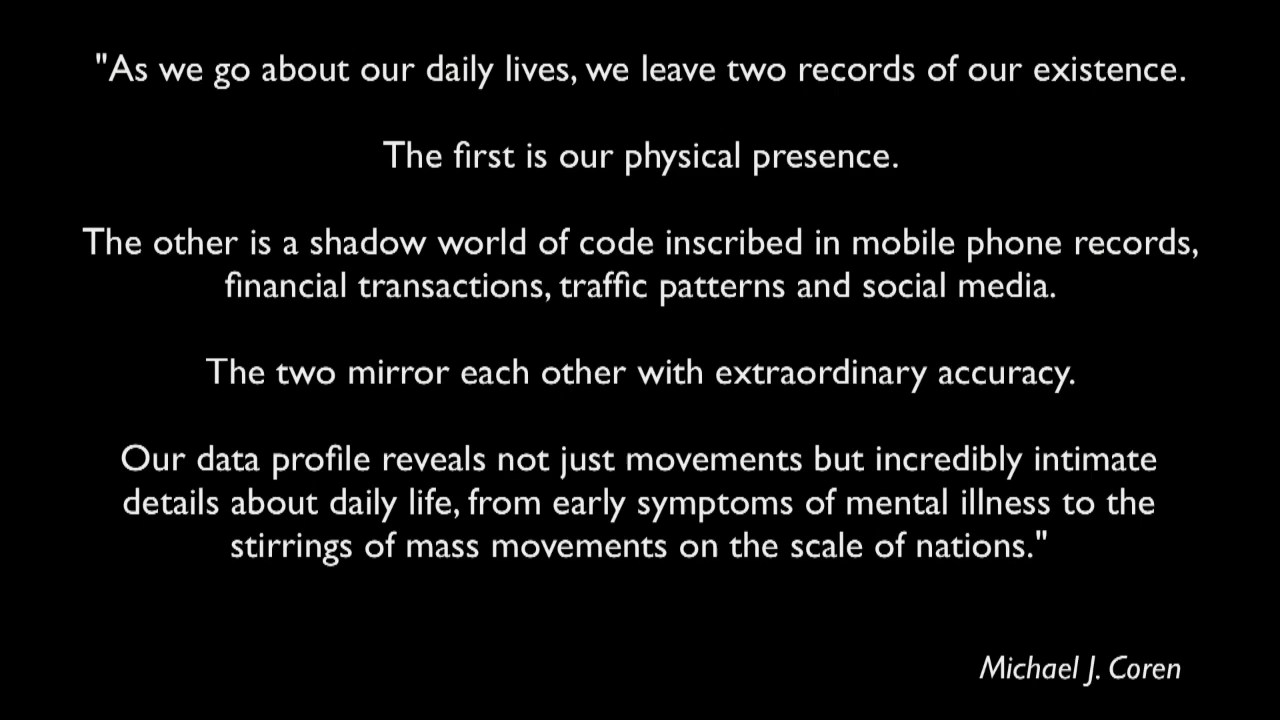 "As we go about our daily lives, we leave two records of our existence.
The first is our physical presence.
The other is a shadow world of code inscribed in mobile phone records,
financial transactions, traffic patterns and social media.
The two mirror each other with extraordinary accuracy.
Our data profile reveals not just movements but incredibly intimate
details about daily life, from early symptoms of mental illness to the
stirrings of mass movements on the scale of nations."
Michael J. Coren